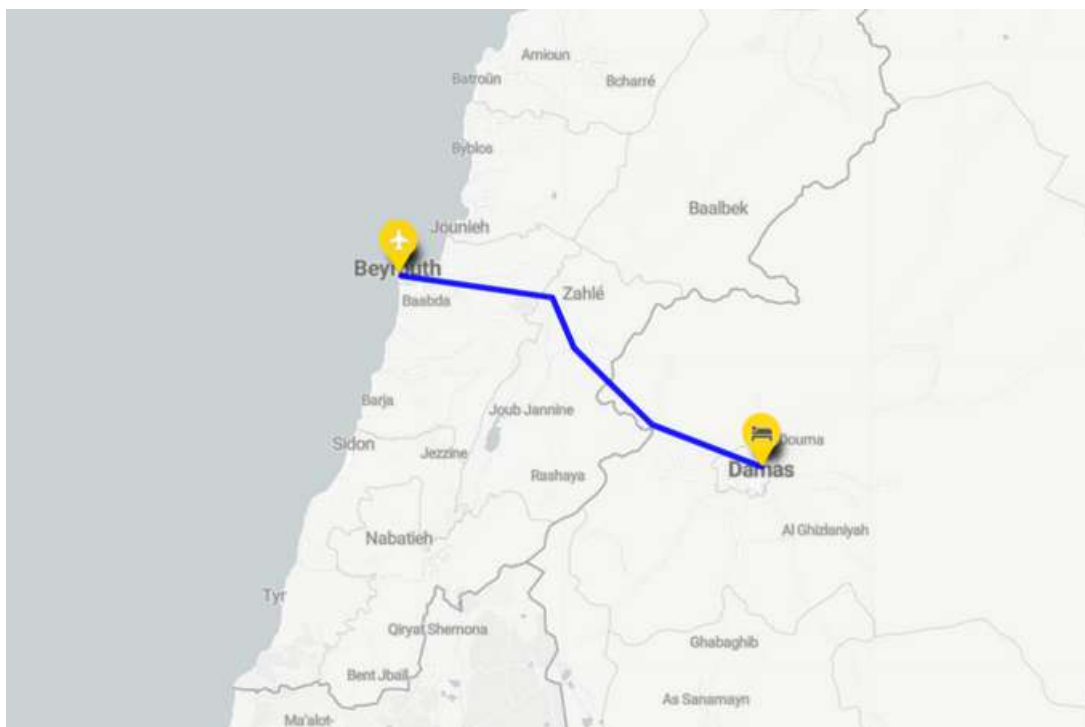 Amioun
Batroûn
Bcharré
Byblos
Baalbek
Jounieh
Beyrouth
Zahlé
Baabda
Barja
Joub Jannine
Sidon
Jezzine
Douma
Damas
Rashaya
Al Ghizlaniyah
Nabatieh
Tyr
Qiryat Shemona
Ghabaghib
Bent Jbaïl
As Sanamayn
Ma'alot-